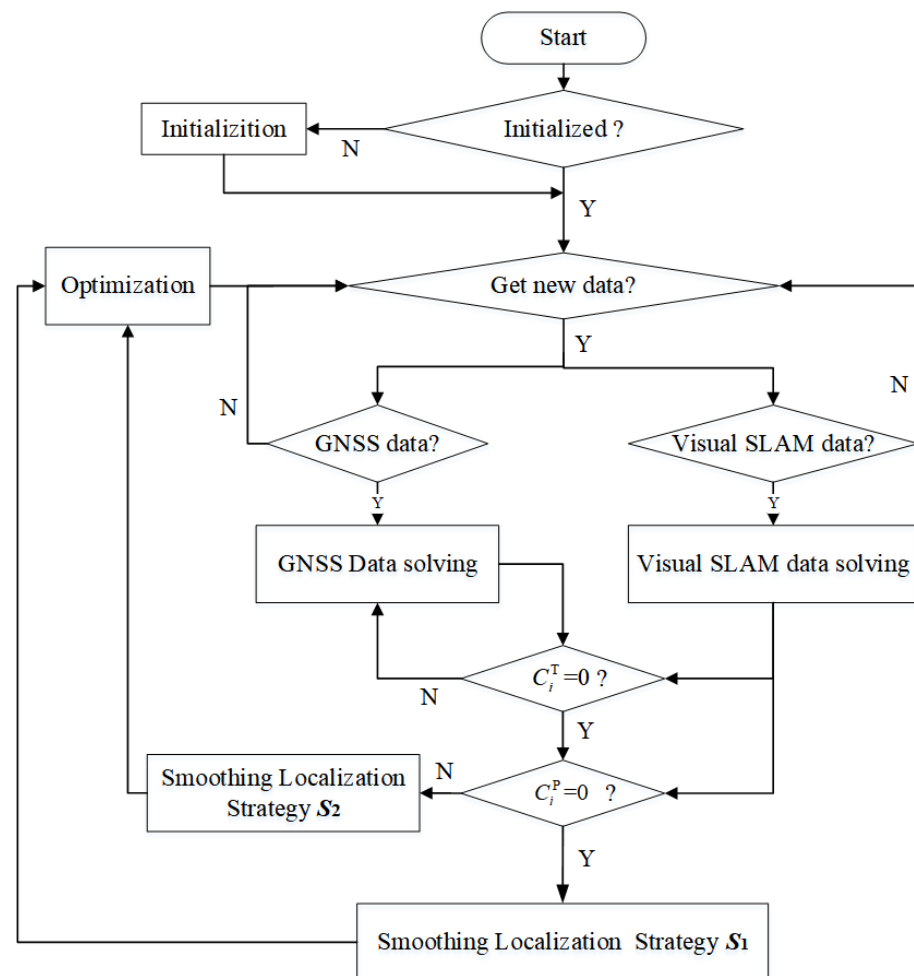 Start
Initialized ?
Initializition
N
Y
Optimization
Get new data?
Y
N
N
GNSS data?
Visual SLAM data?
Y
Y
GNSS Data solving
Visual SLAM data solving
C_i^T=0 ?
N
Y
Smoothing Localization
Strategy S2
N
C_i^P=0 ?
Y
Smoothing Localization Strategy S1